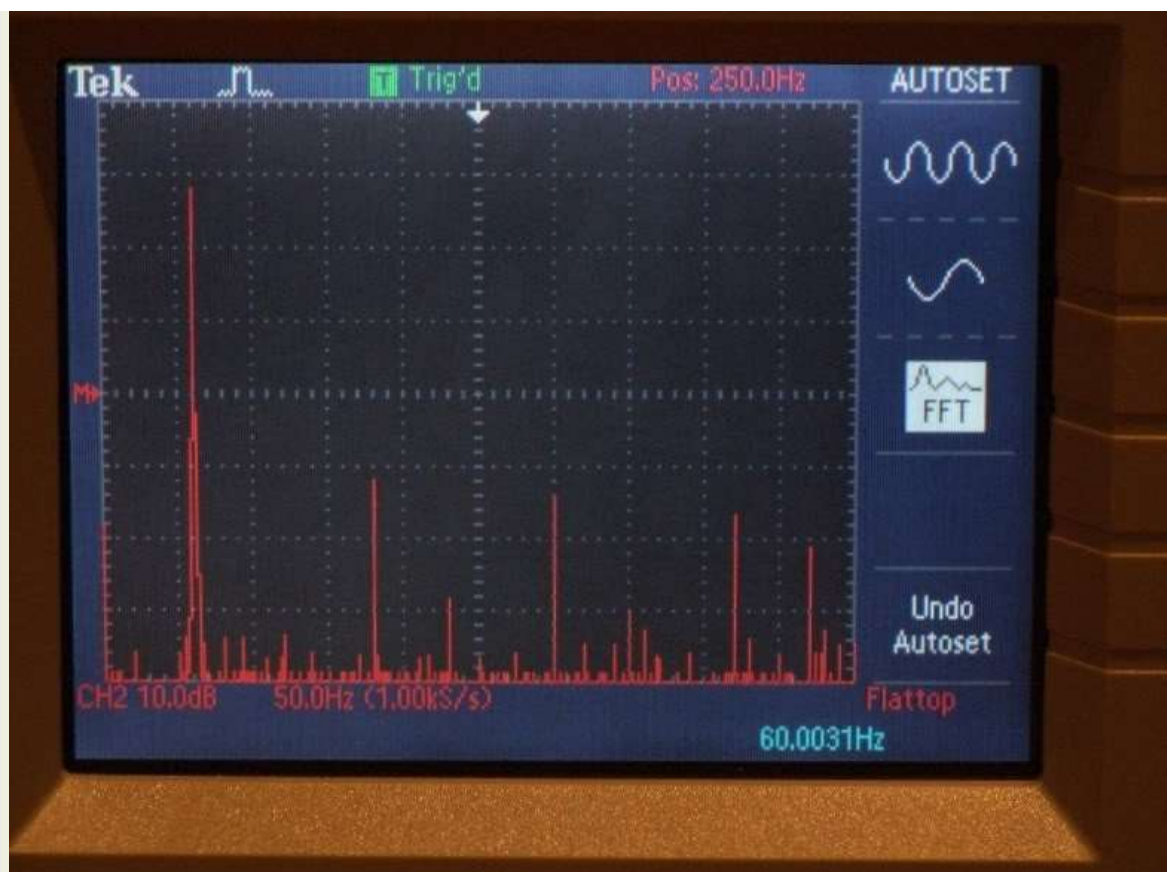 Tek T Trig'd Pos: 250.0Hz AUTOSET
M
FFT
Undo
Autoset
CH2 10.0dB 50.0Hz (1.00kS/s) Flattop
60.0031Hz